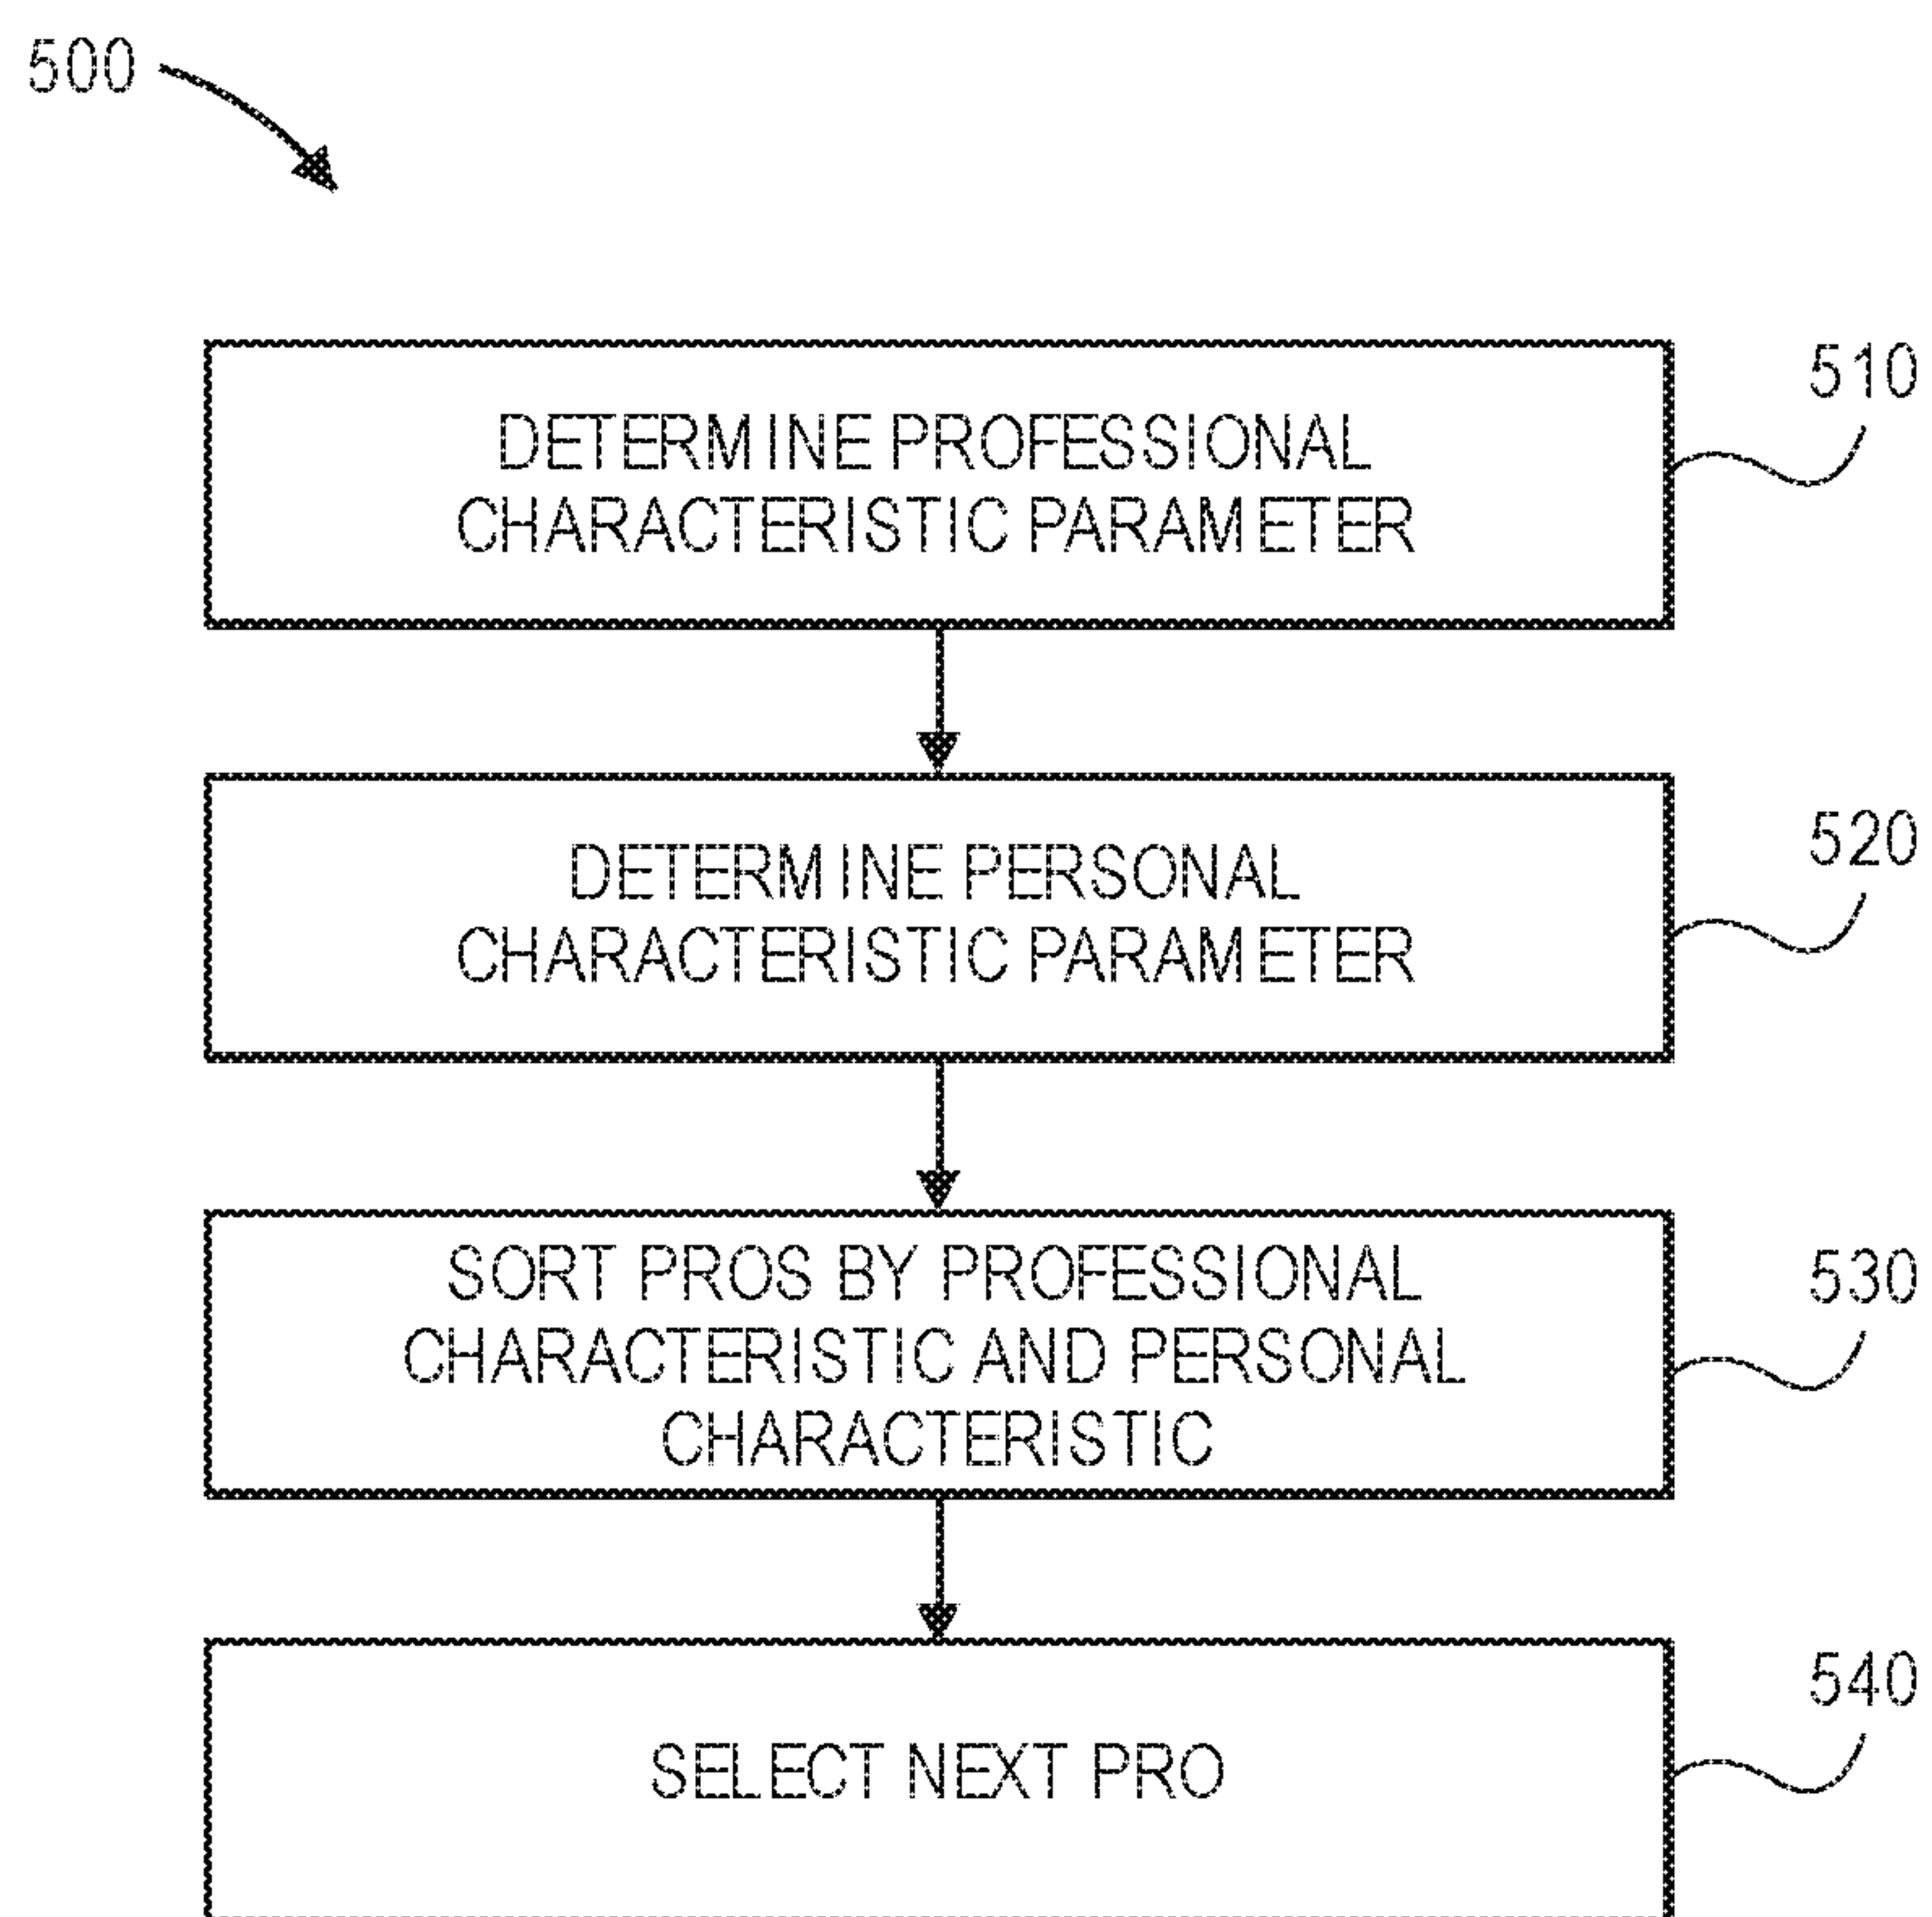 500
510
DETERMINE PROFESSIONAL
CHARACTERISTIC PARAMETER
520
DETERMINE PERSONAL
CHARACTERISTIC PARAMETER
530
SORT PROS BY PROFESSIONAL
CHARACTERISTIC AND PERSONAL
CHARACTERISTIC
540
SELECT NEXT PRO